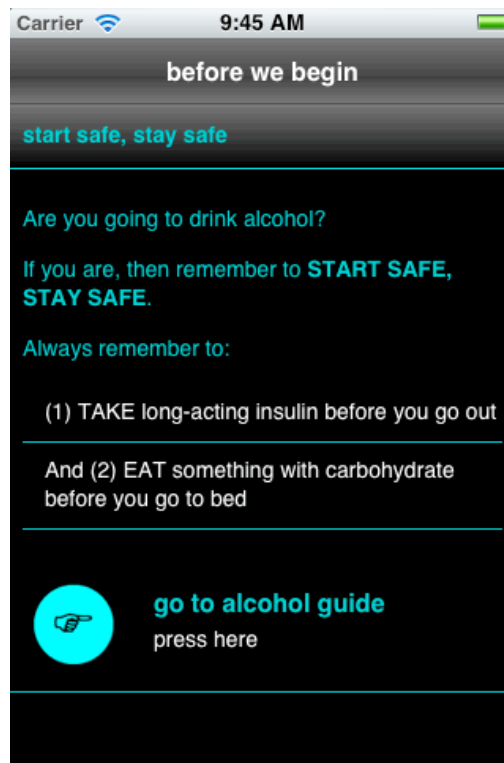 Carrier 9:45 AM
before we begin
start safe, stay safe
Are you going to drink alcohol?
If you are, then remember to START SAFE,
STAY SAFE.
Always remember to:
(1) TAKE long-acting insulin before you go out
And (2) EAT something with carbohydrate
before you go to bed
go to alcohol guide
press here